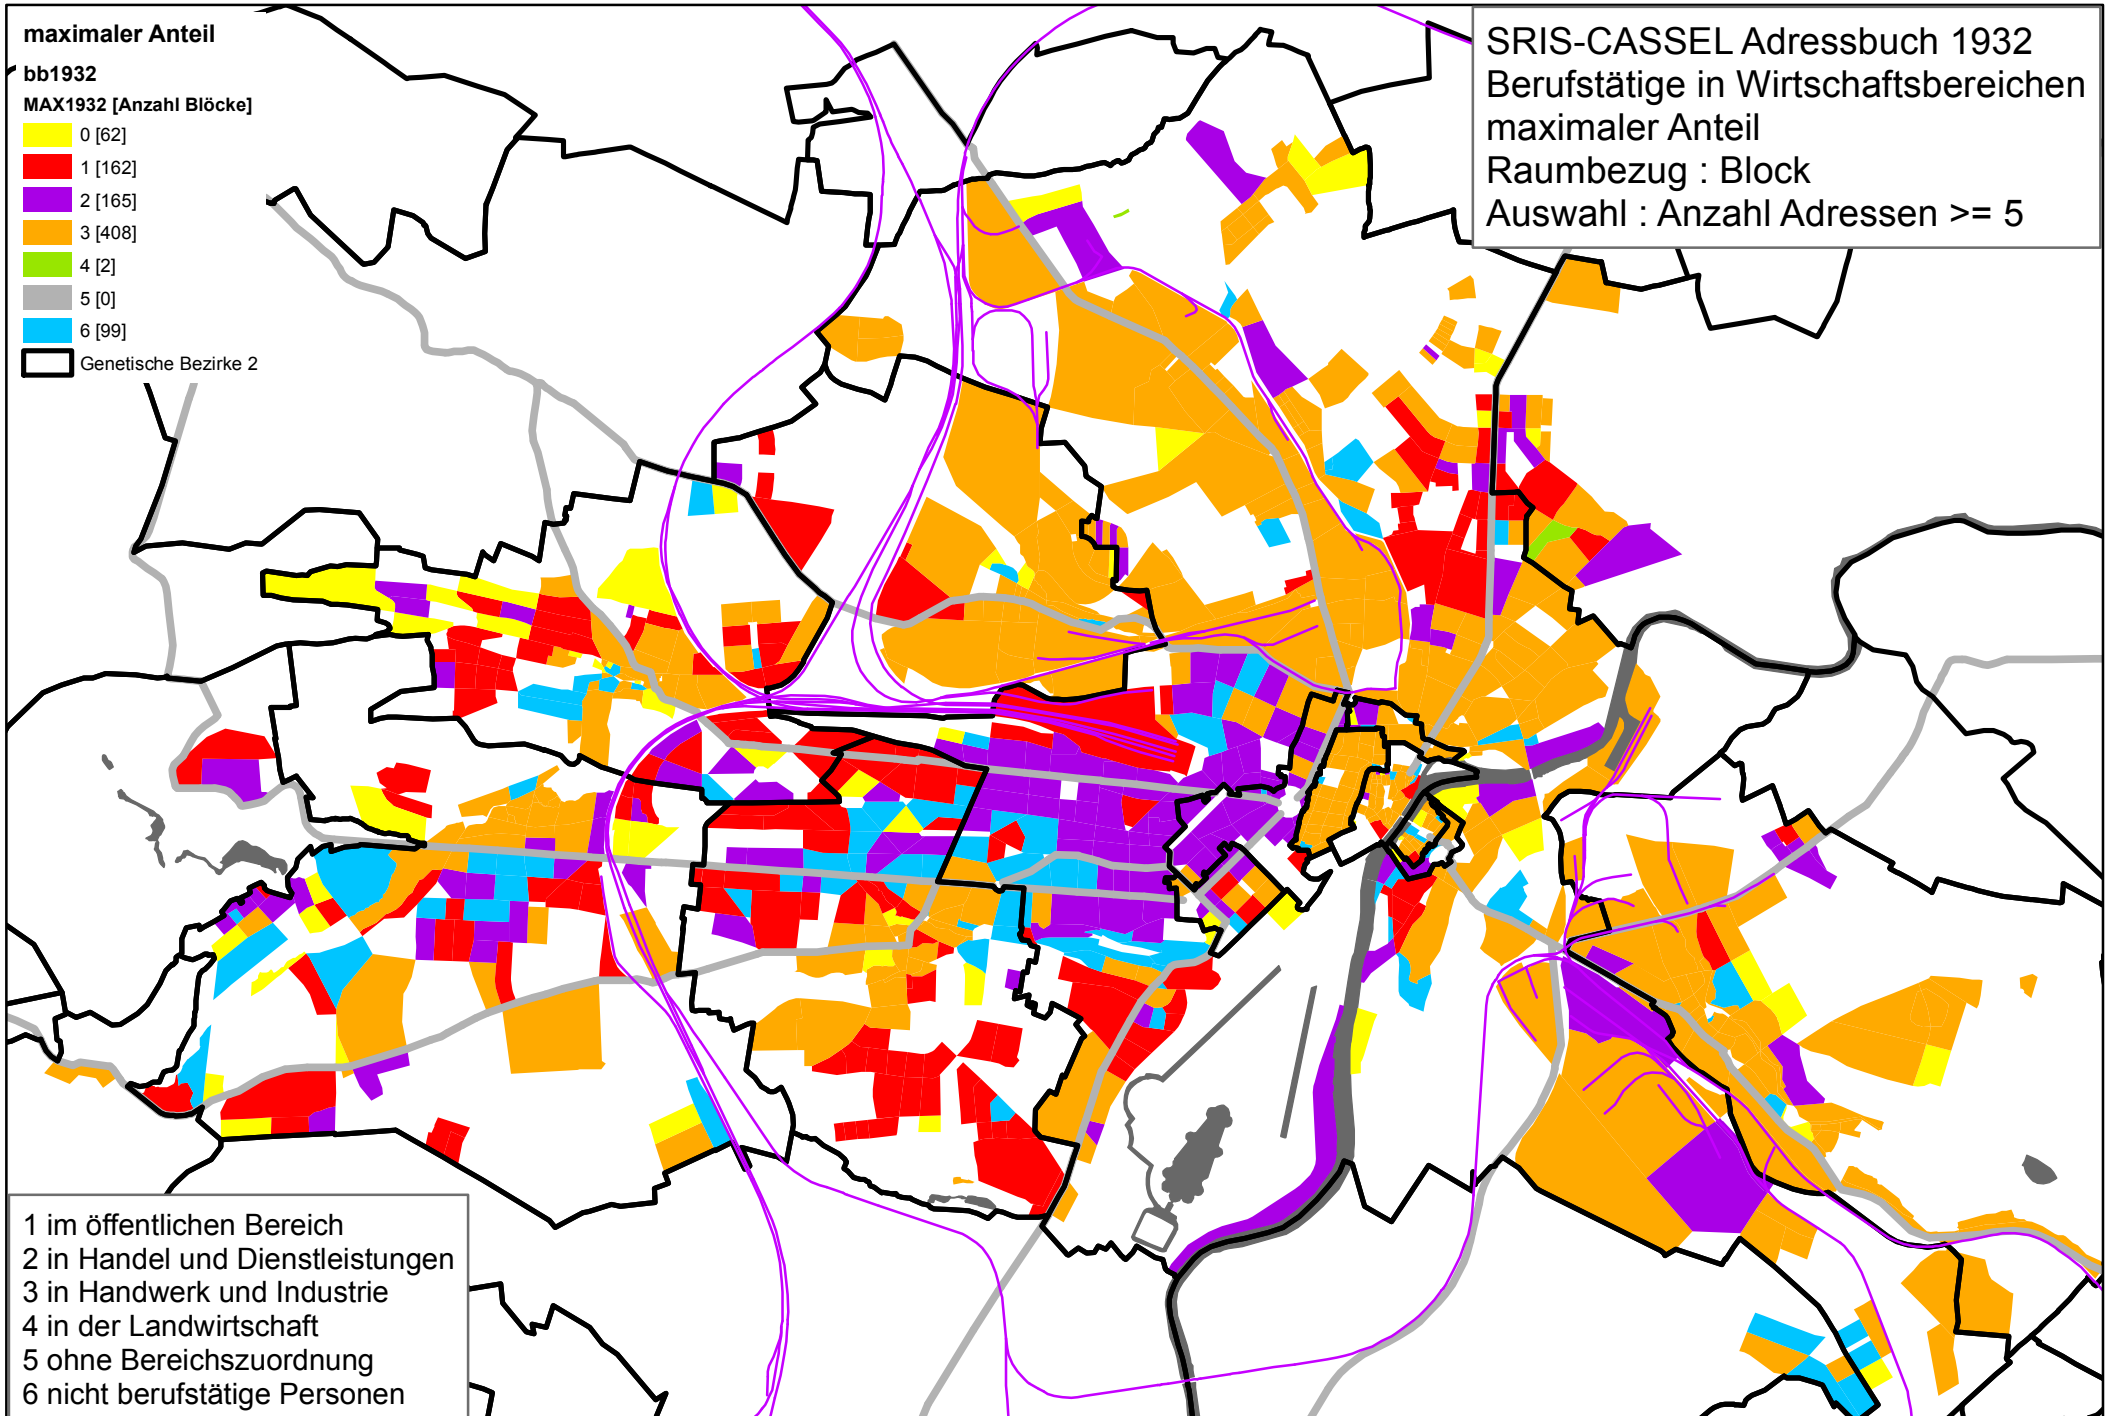 maximaler Anteil
bb1932
MAX1932 [Anzahl Blöcke]
0 [62]
1 [162]
2 [165]
3 [408]
4 [2]
5 [0]
6 [99]
Genetische Bezirke 2
SRIS-CASSEL Adressbuch 1932
Berufstätige in Wirtschaftsbereichen
maximaler Anteil
Raumbezug : Block
Auswahl : Anzahl Adressen >= 5
1 im öffentlichen Bereich
2 in Handel und Dienstleistungen
3 in Handwerk und Industrie
4 in der Landwirtschaft
5 ohne Bereichszuordnung
6 nicht berufstätige Personen